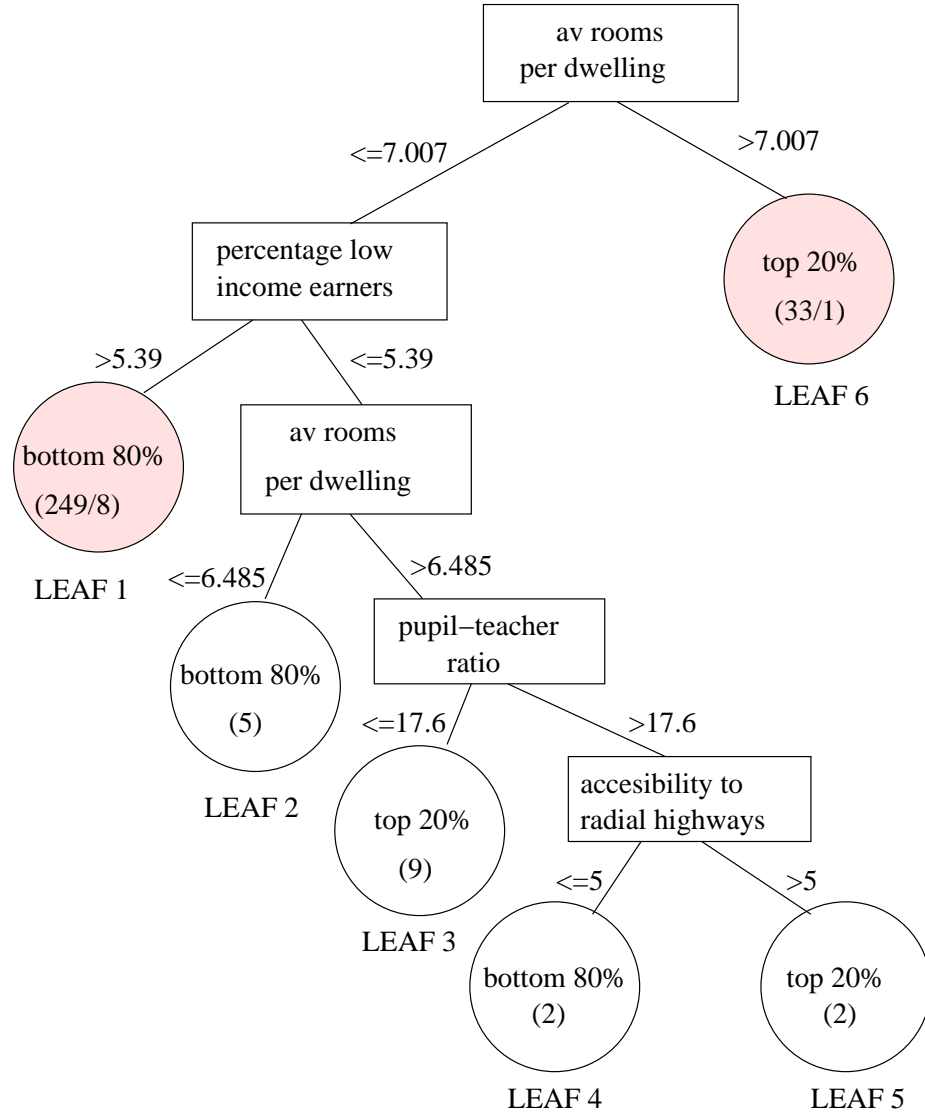 av rooms
per dwelling
<=7.007
>7.007
percentage low
income earners
top 20%
(33/1)
LEAF 6
>5.39
<=5.39
bottom 80%
(249/8)
LEAF 1
av rooms
per dwelling
<=6.485
>6.485
bottom 80%
(5)
LEAF 2
pupil–teacher
ratio
<=17.6
>17.6
top 20%
(9)
LEAF 3
accesibility to
radial highways
<=5
>5
bottom 80%
(2)
LEAF 4
top 20%
(2)
LEAF 5